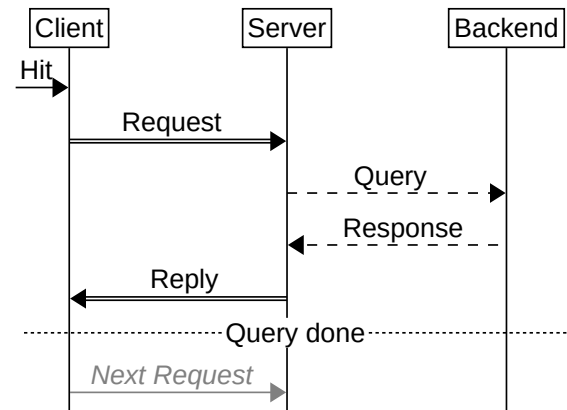 Client Server Backend
Hit
Request
Query
Response
Reply
Query done
Next Request